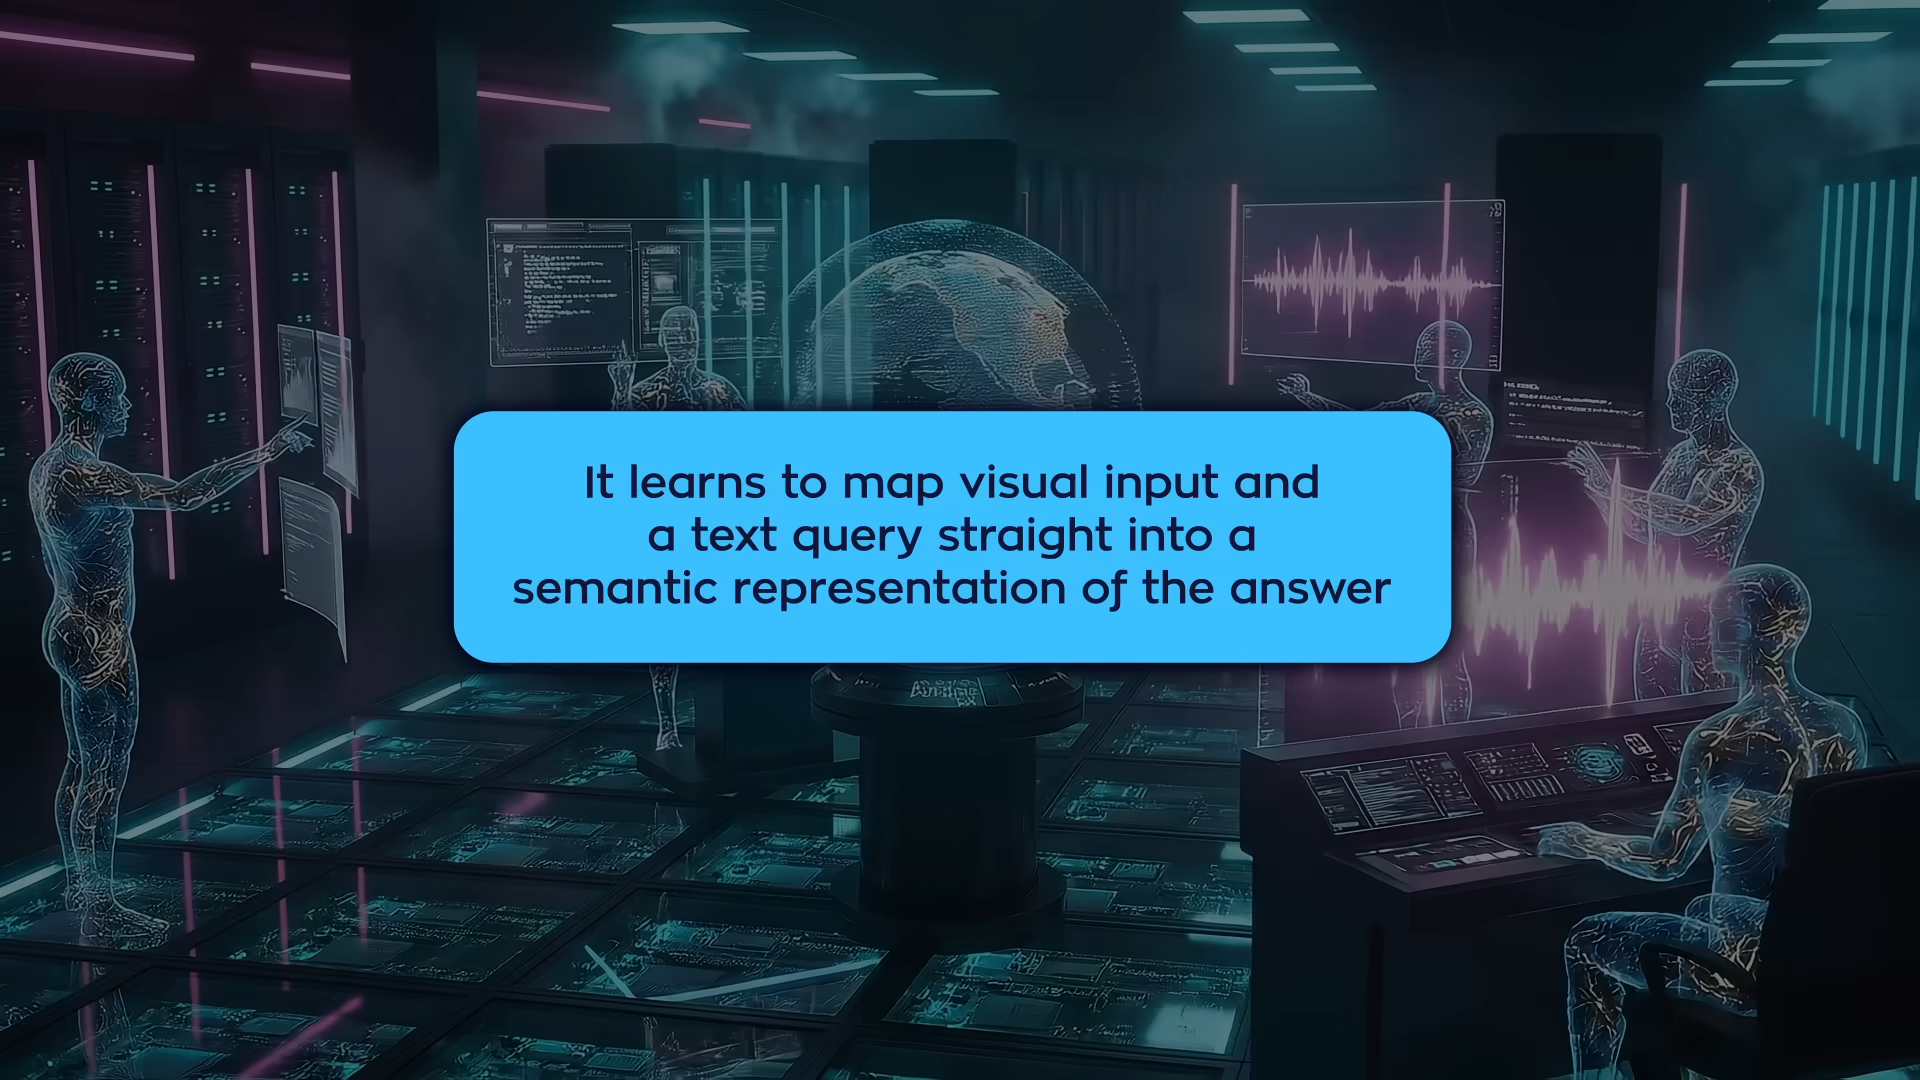 It learns to map visual input and
a text query straight into a
semantic representation of the answer